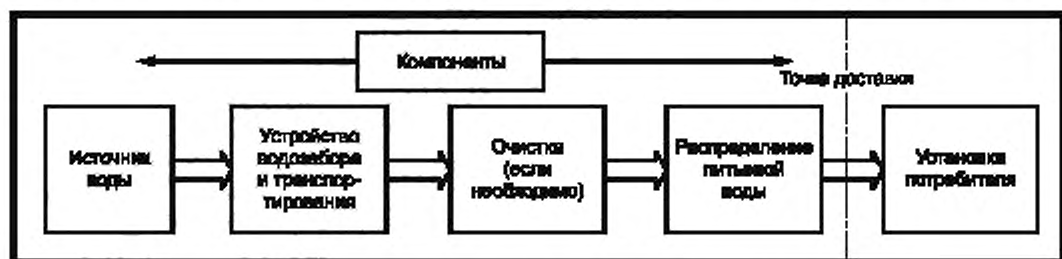 Компоненты
Точка доставки
Источник
воды
Устройство
водозабора
и транспор-
тирования
Очистка
(если
необходимо)
Распределение
питьевой
воды
Установка
потребителя